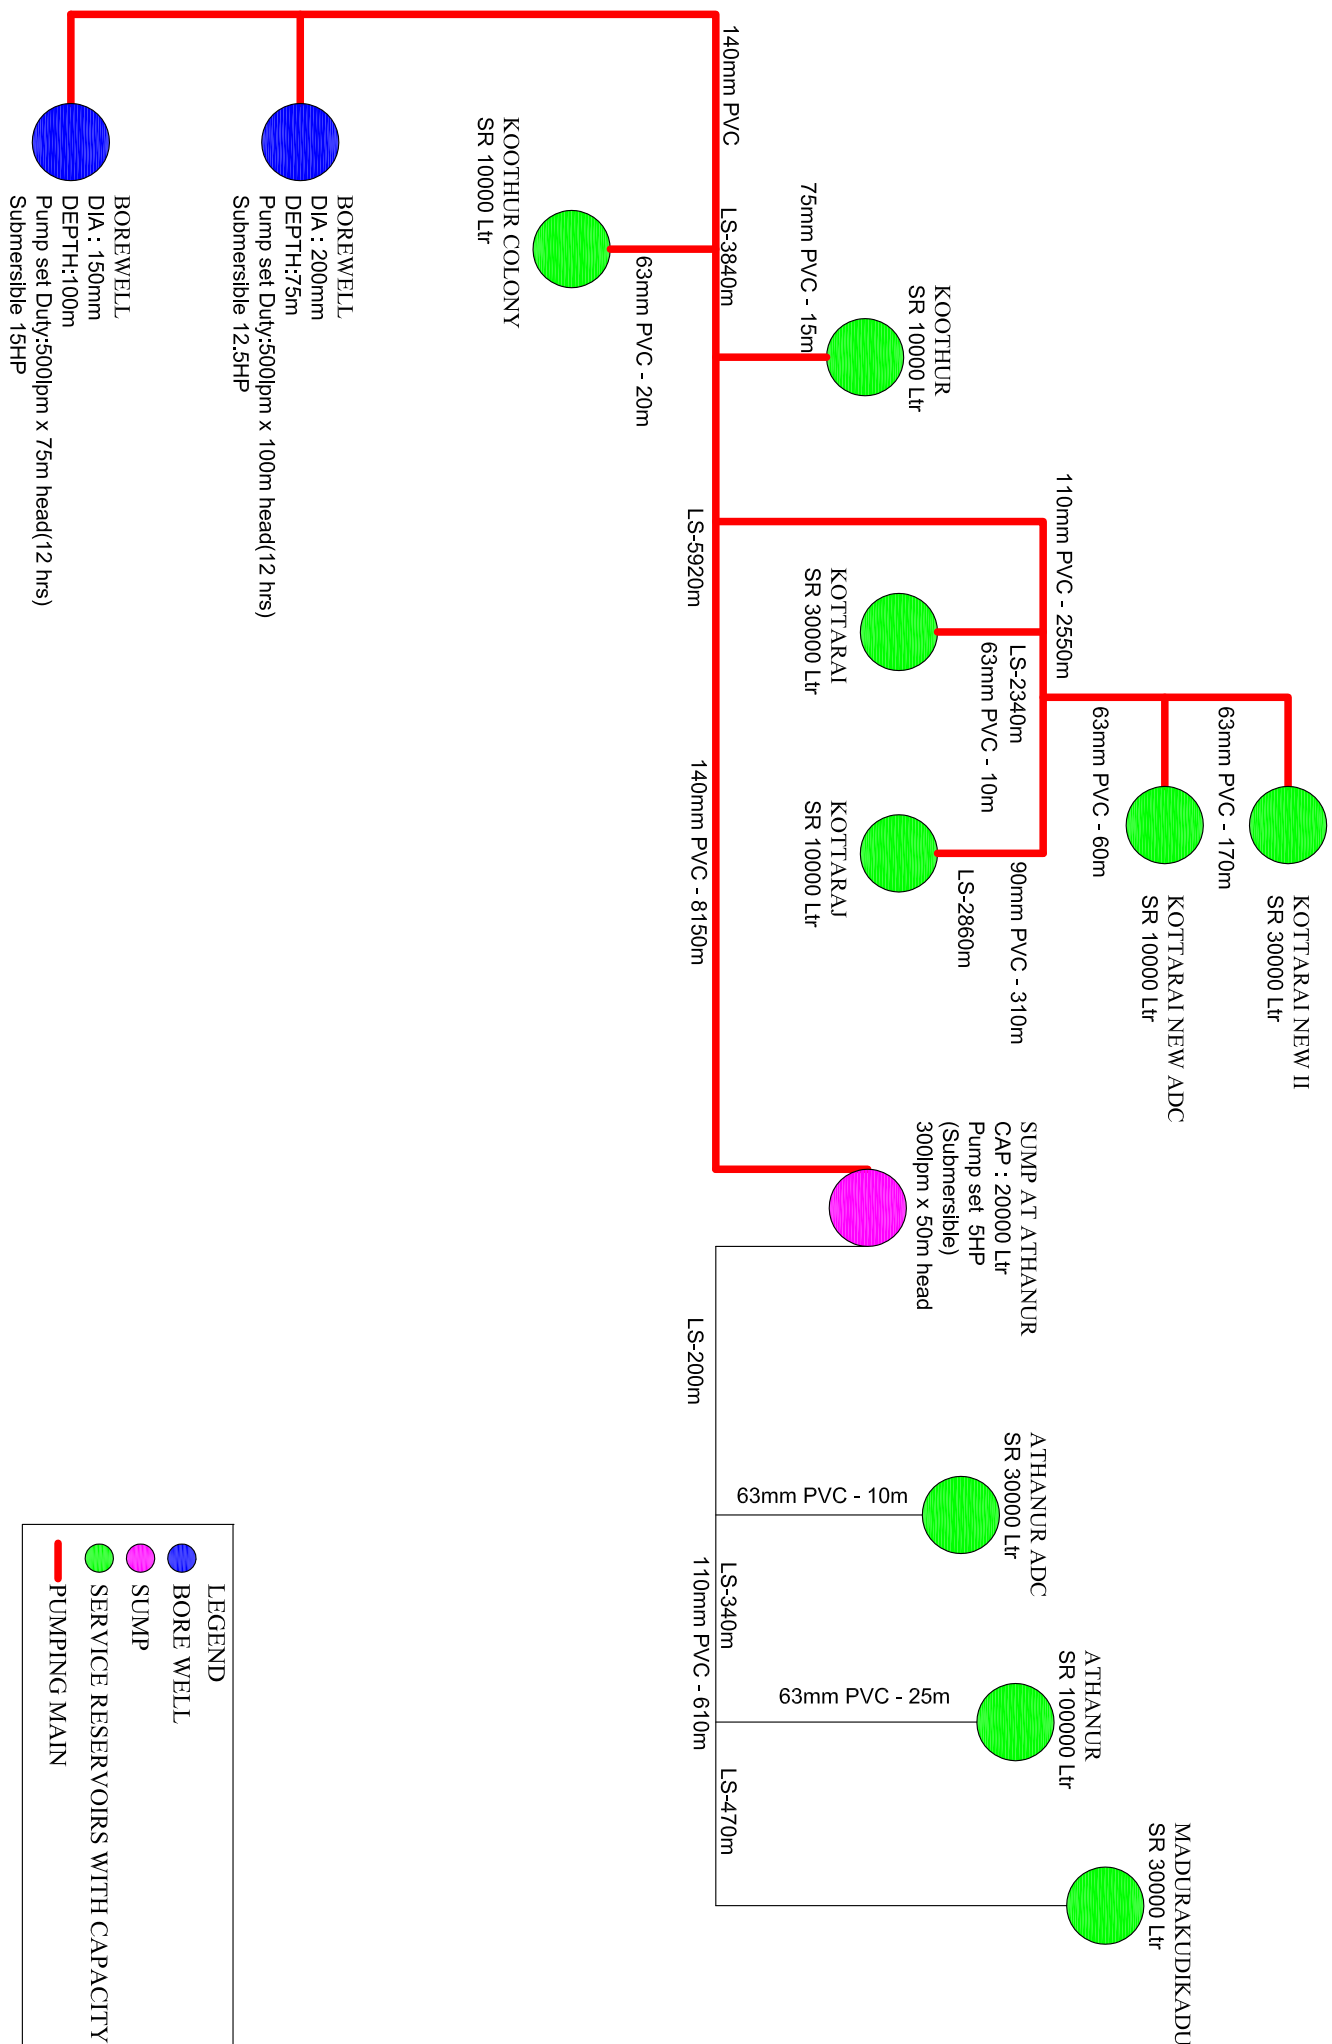 KOTTARAI NEW II
SR 30000 Ltr
63mm PVC - 170m
KOTTARAI NEW ADC
SR 10000 Ltr
63mm PVC - 60m
110mm PVC - 2550m
LS-2340m
63mm PVC - 10m
90mm PVC - 310m
LS-2860m
KOTTARAI
SR 30000 Ltr
KOTTARAJ
SR 10000 Ltr
KOOTHUR
SR 10000 Ltr
75mm PVC - 15m
140mm PVC
LS-3840m
LS-5920m
140mm PVC - 8150m
63mm PVC - 20m
KOOTHUR COLONY
SR 10000 Ltr
BOREWELL
DIA : 200mm
DEPTH:75m
Pump set Duty:500lpm x 100m head(12 hrs)
Submersible 12.5HP
BOREWELL
DIA : 150mm
DEPTH:100m
Pump set Duty:500lpm x 75m head(12 hrs)
Submersible 15HP
SUMP AT ATHANUR
CAP : 20000 Ltr
Pump set 5HP
(Submersible)
300lpm x 50m head
LS-200m
ATHANUR ADC
SR 30000 Ltr
63mm PVC - 10m
LS-340m
110mm PVC - 610m
ATHANUR
SR 100000 Ltr
63mm PVC - 25m
LS-470m
MADURAKUDIKADU
SR 30000 Ltr
LEGEND
BORE WELL
SUMP
SERVICE RESERVOIRS WITH CAPACITY
PUMPING MAIN